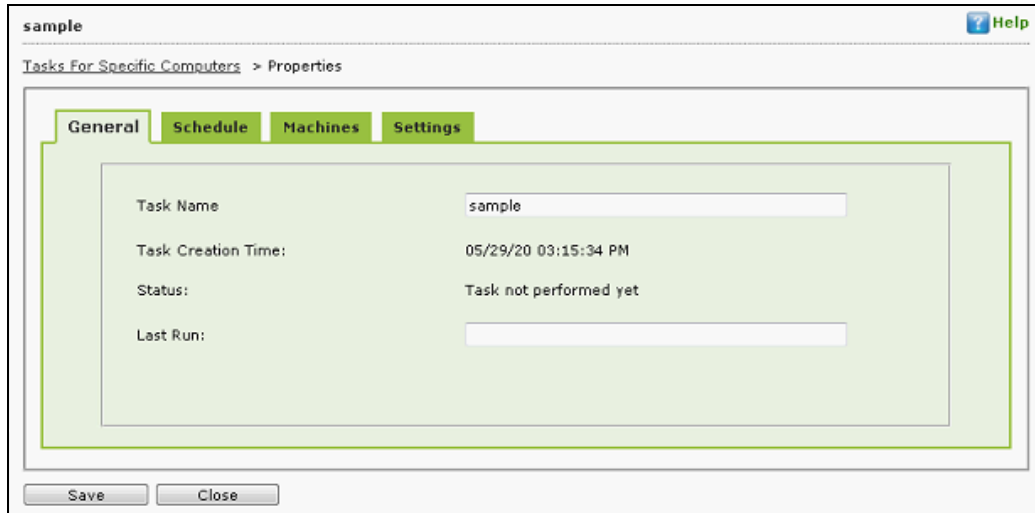 sample
Help
Tasks For Specific Computers > Properties
General Schedule Machines Settings
Task Name sample
Task Creation Time: 05/29/20 03:15:34 PM
Status: Task not performed yet
Last Run:
Save Close